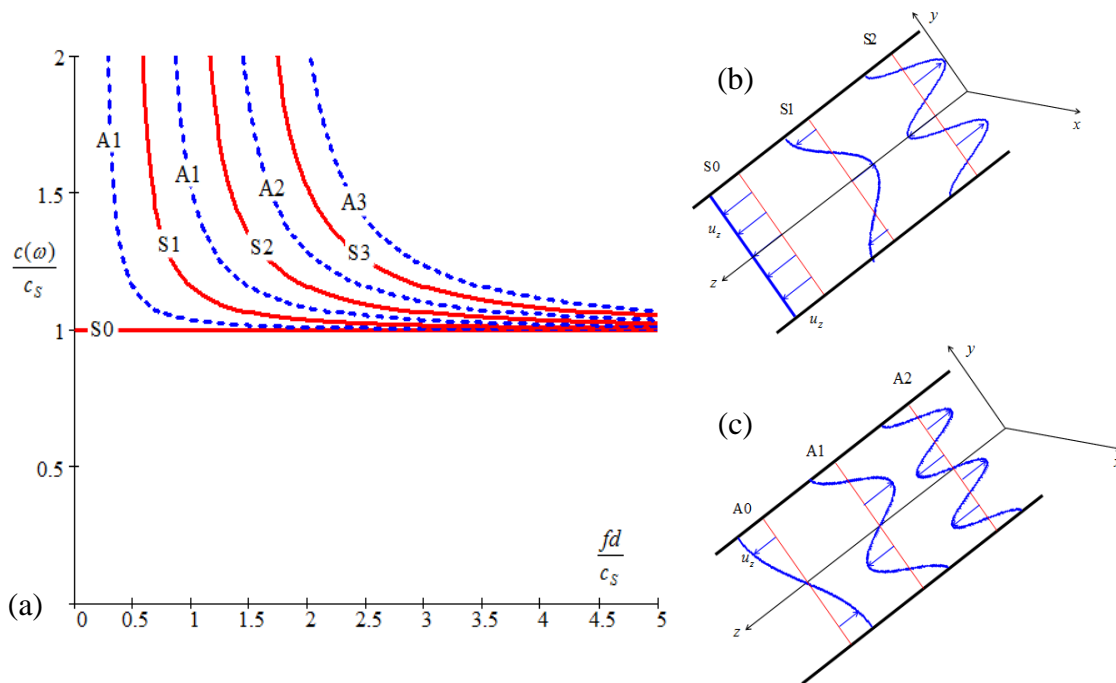 (a)
c(ω)
c_S
2
1.5
1
0.5
A1
S1
A1
S2
A2
S3
A3
S0
fd
c_S
0 0.5 1 1.5 2 2.5 3 3.5 4 4.5 5
(b)
y
x
z
S2
S1
S0
u_z
u_z
(c)
y
x
z
A2
A1
A0
u_z